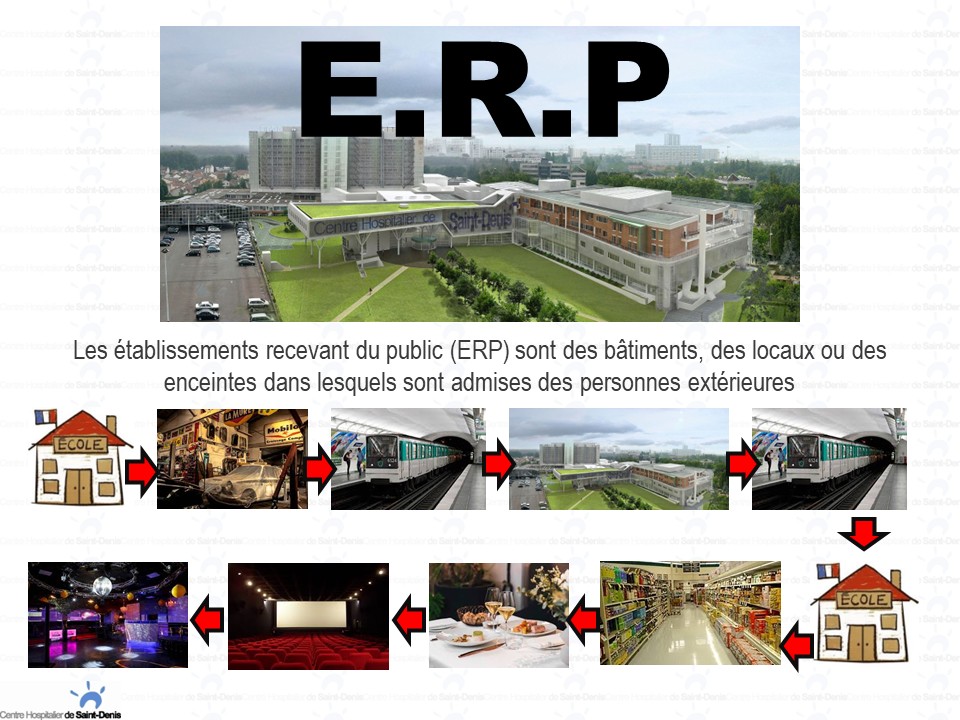 E.R.P
Centre Hospitalier de Saint-Denis
Les établissements recevant du public (ERP) sont des bâtiments, des locaux ou des
enceintes dans lesquels sont admises des personnes extérieures
ÉCOLE
ÉCOLE
Centre Hospitalier de Saint-Denis